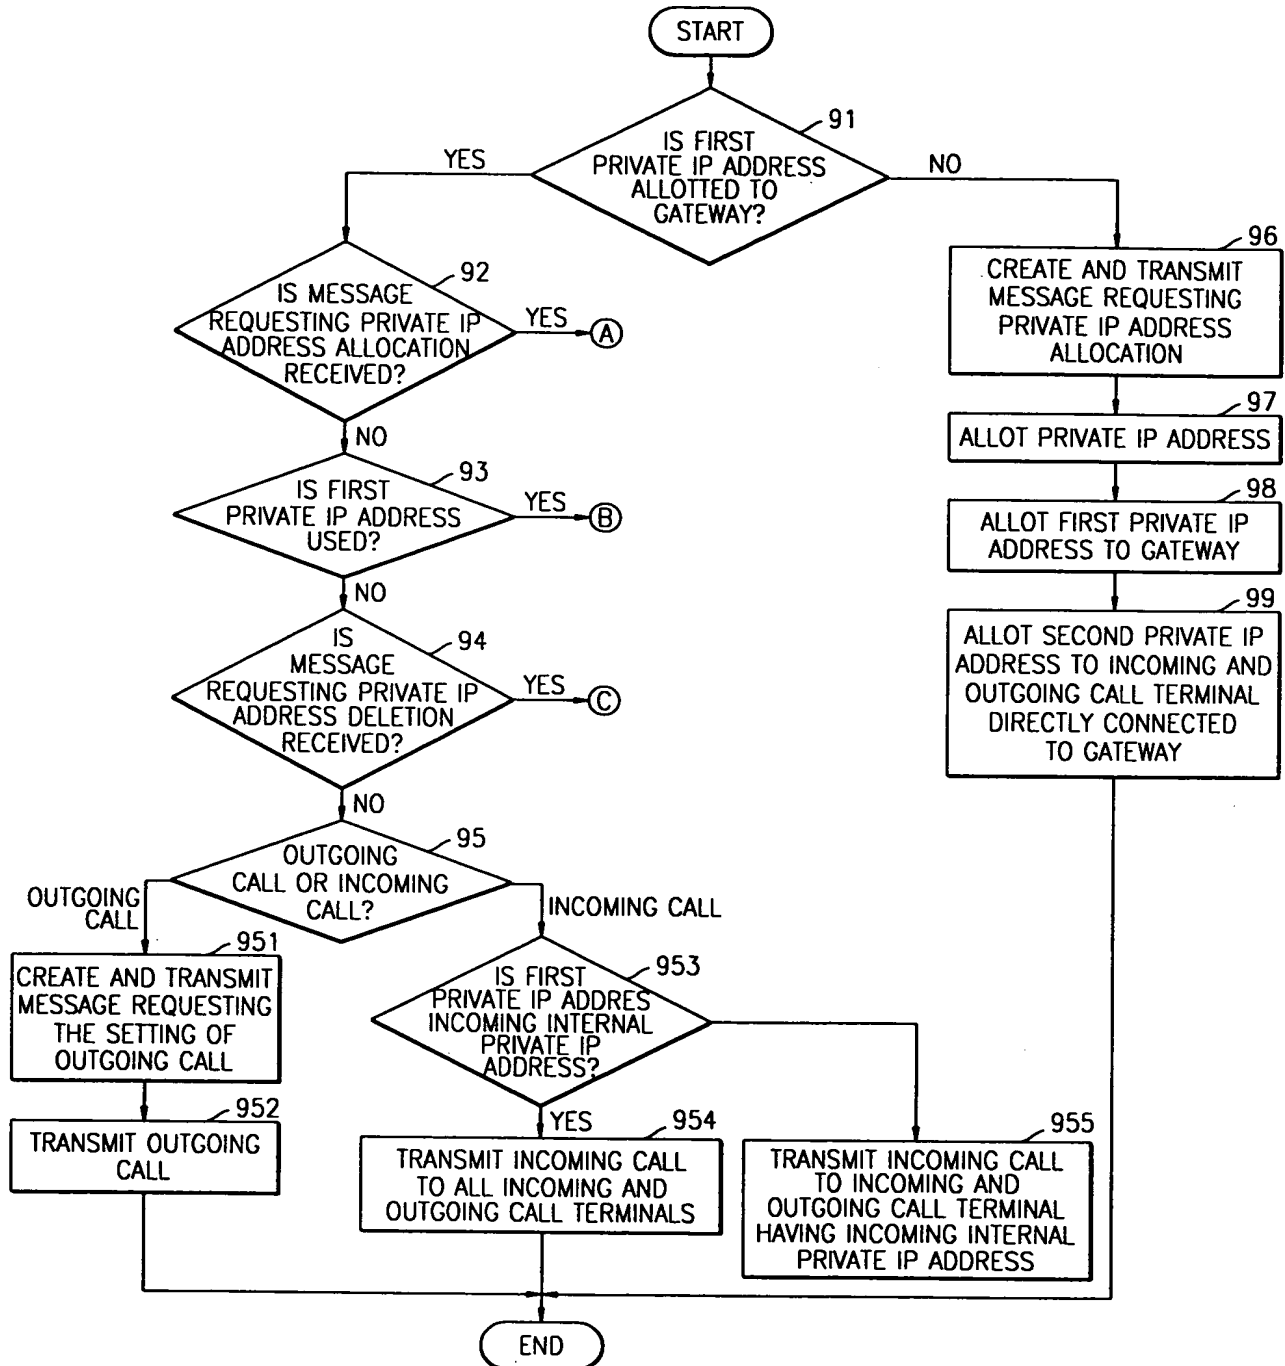 START
91
IS FIRST
PRIVATE IP ADDRESS
ALLOTTED TO
GATEWAY?
YES
NO
92
IS MESSAGE
REQUESTING PRIVATE IP
ADDRESS ALLOCATION
RECEIVED?
YES
A
NO
93
IS FIRST
PRIVATE IP ADDRESS
USED?
YES
B
NO
94
IS
MESSAGE
REQUESTING PRIVATE IP
ADDRESS DELETION
RECEIVED?
YES
C
NO
95
OUTGOING
CALL OR INCOMING
CALL?
OUTGOING
CALL
INCOMING CALL
951
CREATE AND TRANSMIT
MESSAGE REQUESTING
THE SETTING OF
OUTGOING CALL
952
TRANSMIT OUTGOING
CALL
953
IS FIRST
PRIVATE IP ADDRES
INCOMING INTERNAL
PRIVATE IP
ADDRESS?
YES
954
TRANSMIT INCOMING CALL
TO ALL INCOMING AND
OUTGOING CALL TERMINALS
955
TRANSMIT INCOMING CALL
TO INCOMING AND
OUTGOING CALL TERMINAL
HAVING INCOMING INTERNAL
PRIVATE IP ADDRESS
96
CREATE AND TRANSMIT
MESSAGE REQUESTING
PRIVATE IP ADDRESS
ALLOCATION
97
ALLOT PRIVATE IP ADDRESS
98
ALLOT FIRST PRIVATE IP
ADDRESS TO GATEWAY
99
ALLOT SECOND PRIVATE IP
ADDRESS TO INCOMING AND
OUTGOING CALL TERMINAL
DIRECTLY CONNECTED
TO GATEWAY
END